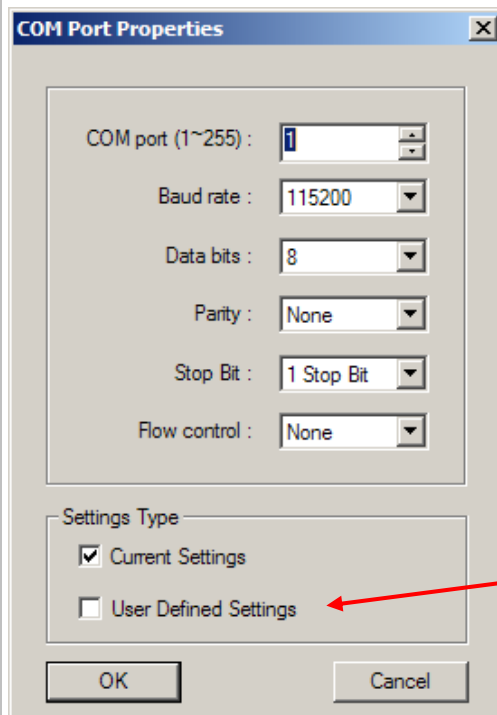 COM Port Properties
COM port (1~255) : 1
Baud rate : 115200
Data bits : 8
Parity : None
Stop Bit : 1 Stop Bit
Flow control : None
Settings Type
Current Settings
User Defined Settings
OK Cancel